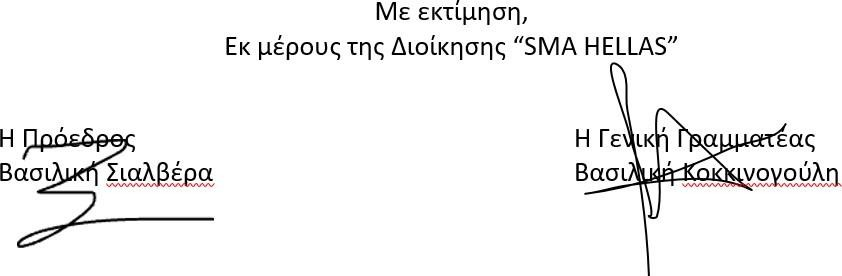 Με εκτίμηση,
Εκ μέρους της Διοίκησης “SMA HELLAS”
Η Πρόεδρος
Βασιλική Σιαλβέρα
Η Γενική Γραμματέας
Βασιλική Κοκκινογούλη